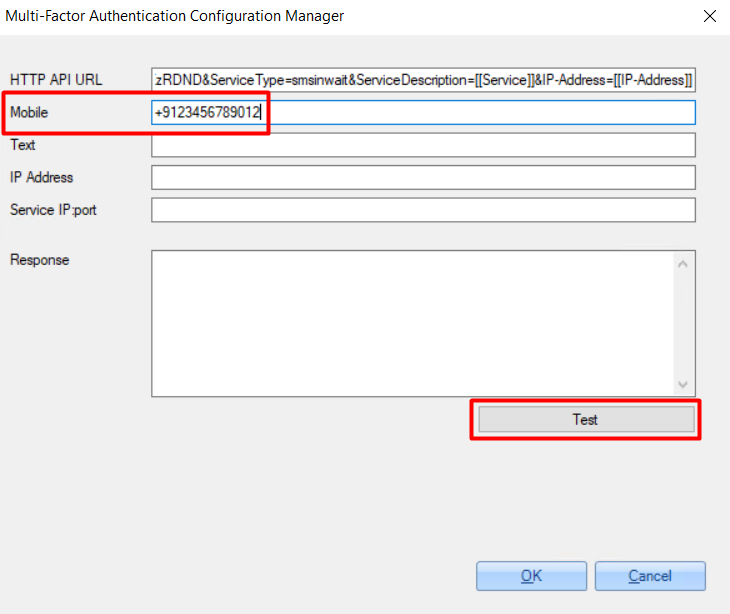 Multi-Factor Authentication Configuration Manager
HTTP API URL zRDND&ServiceType=smsinwait&ServiceDescription=[[Service]]&IP-Address=[[IP-Address]]
Mobile +9123456789012
Text
IP Address
Service IP:port
Response
Test
OK Cancel